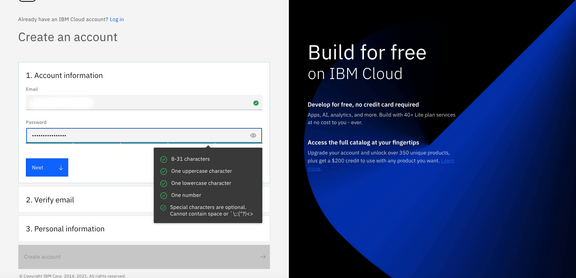 Already have an IBM Cloud account? Log in
Create an account
1. Account information
Email
Password
••••••••••••••••
Next
8-31 characters
One uppercase character
One lowercase character
One number
Special characters are optional.
Cannot contain space or
2. Verify email
3. Personal information
Create account
© Copyright IBM Corp. 2014, 2023. All rights reserved.
Build for free
on IBM Cloud
Develop for free, no credit card required
Apps, AI, analytics, and more. Build with 40+ Lite plan services
at no cost to you - ever.
Access the full catalog at your fingertips
Upgrade your account and unlock over 350 unique products,
plus get a $200 credit to use with any product you want. Learn
more.